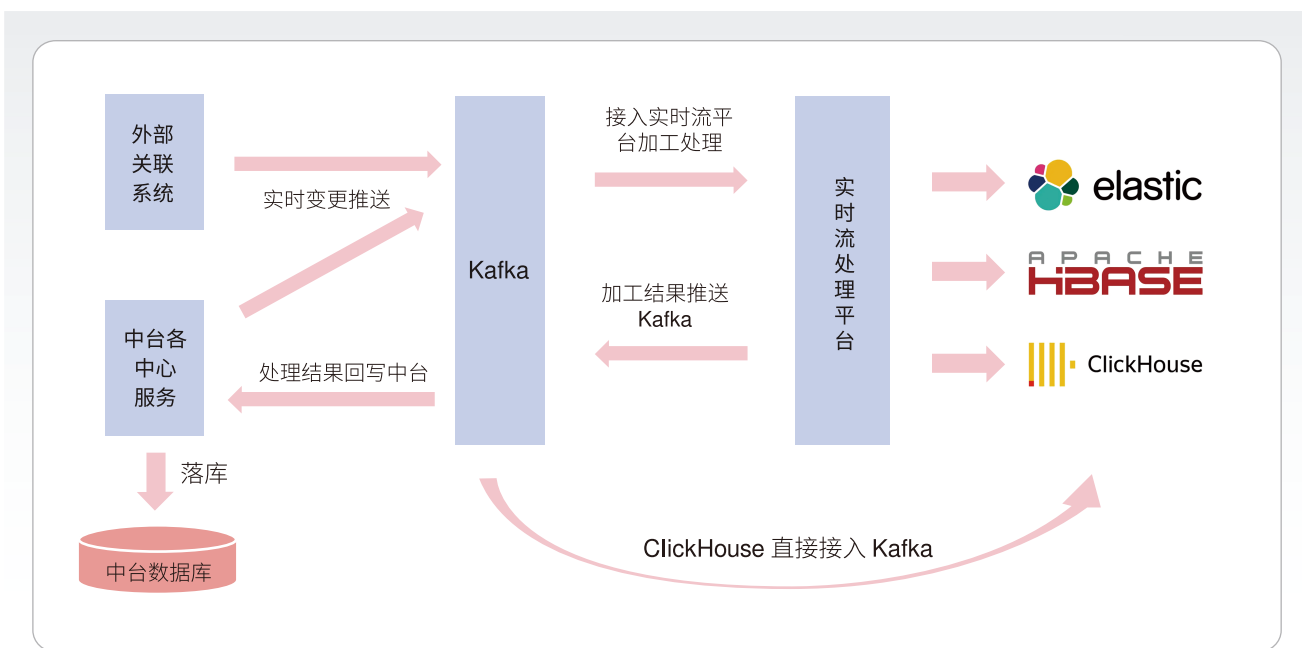 外部
关联
系统
实时变更推送
中台各
中心
服务
处理结果回写中台
落库
中台数据库
Kafka
接入实时流平
台加工处理
加工结果推送
Kafka
实
时
流
处
理
平
台
elastic
APACHE
HBASE
ClickHouse
ClickHouse 直接接入 Kafka